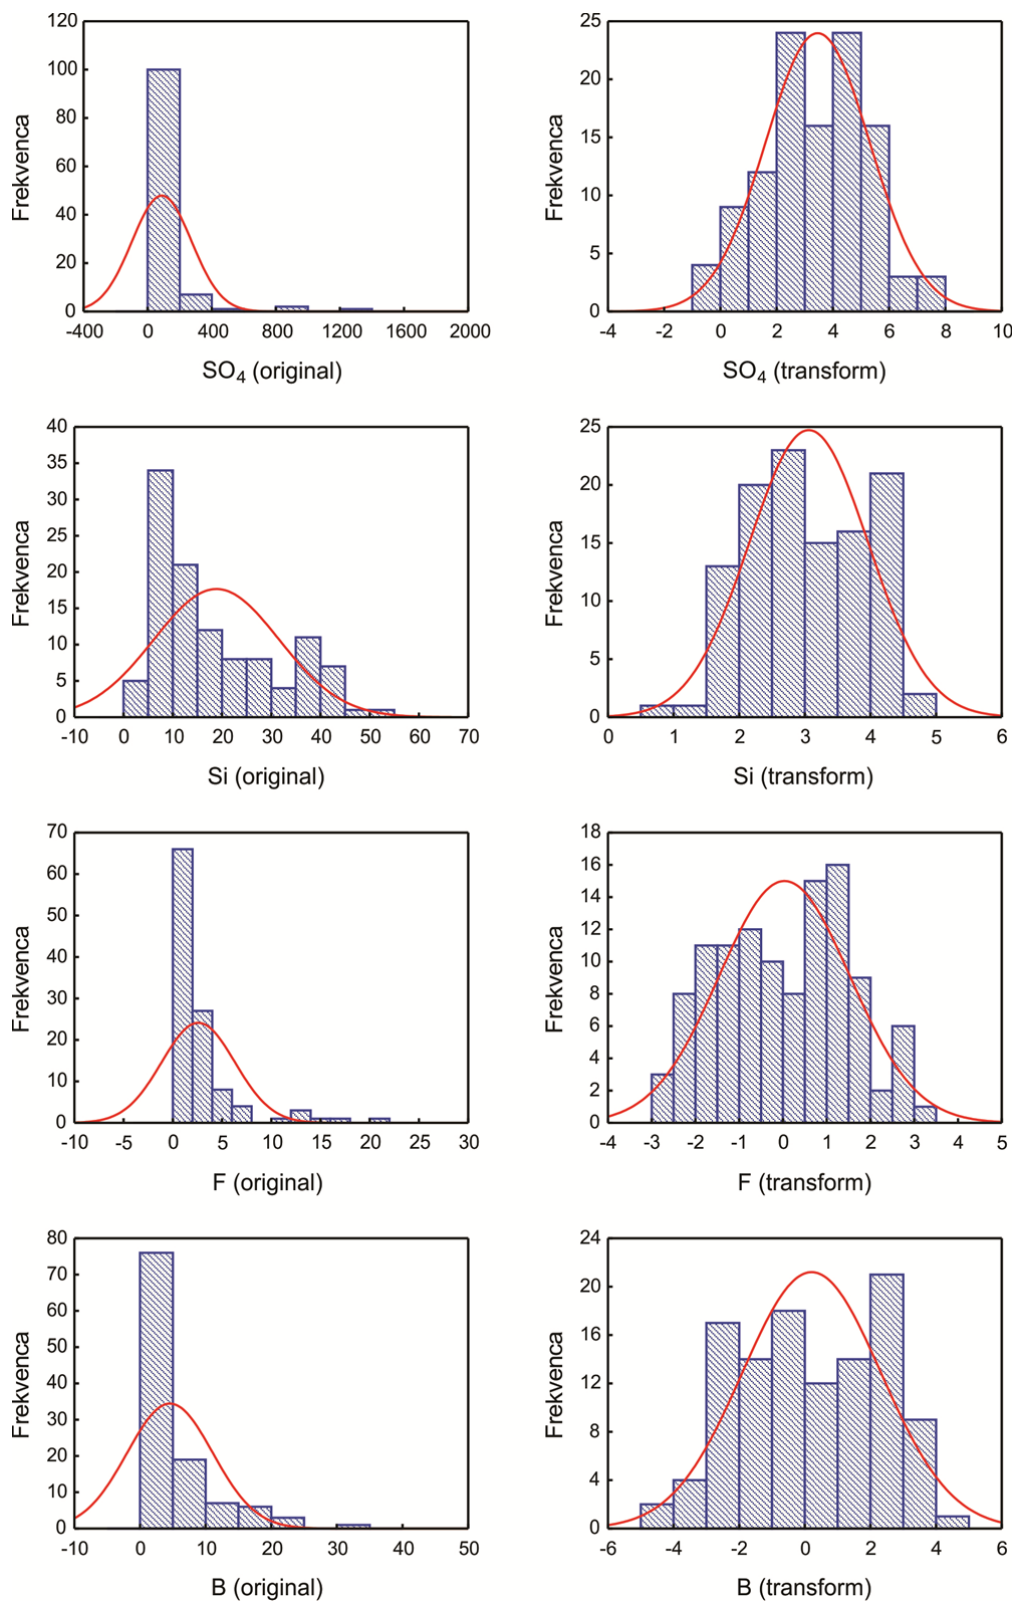 120
100
80
60
40
20
0
Frekvenca
-400 0 400 800 1200 1600 2000
SO4 (original)
25
20
15
10
5
0
Frekvenca
-4 -2 0 2 4 6 8 10
SO4 (transform)
40
35
30
25
20
15
10
5
0
Frekvenca
-10 0 10 20 30 40 50 60 70
Si (original)
25
20
15
10
5
0
Frekvenca
0 1 2 3 4 5 6
Si (transform)
70
60
50
40
30
20
10
0
Frekvenca
-10 -5 0 5 10 15 20 25 30
F (original)
18
16
14
12
10
8
6
4
2
0
Frekvenca
-4 -3 -2 -1 0 1 2 3 4 5
F (transform)
80
70
60
50
40
30
20
10
0
Frekvenca
-10 0 10 20 30 40 50
B (original)
24
20
16
12
8
4
0
Frekvenca
-6 -4 -2 0 2 4 6
B (transform)